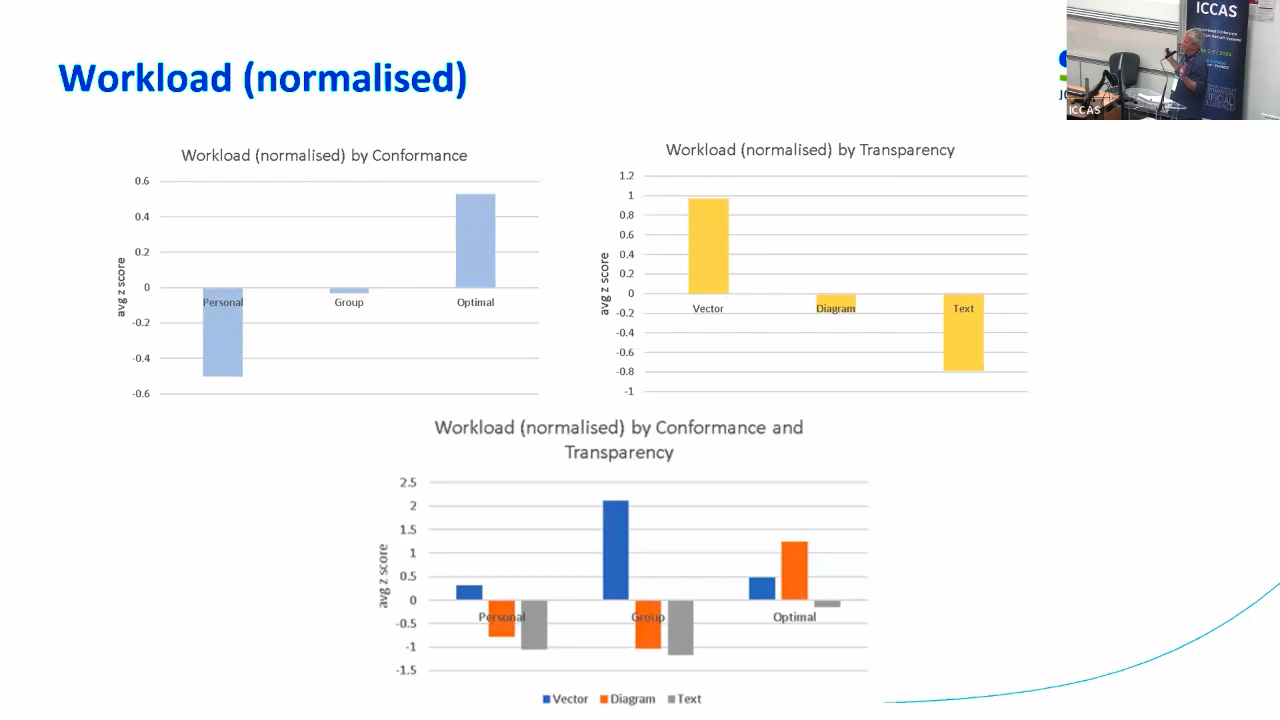 Workload (normalised)
ICCAS
ICCAS
Workload (normalised) by Conformance
0.6
0.4
0.2
0
-0.2
-0.4
-0.6
avg z score
Personal
Group
Optimal
Workload (normalised) by Transparency
1.2
1
0.8
0.6
0.4
0.2
0
-0.2
-0.4
-0.6
-0.8
-1
avg z score
Vector
Diagram
Text
Workload (normalised) by Conformance and
Transparency
2.5
2
1.5
1
0.5
0
-0.5
-1
-1.5
avg z score
Personal
Group
Optimal
Vector
Diagram
Text